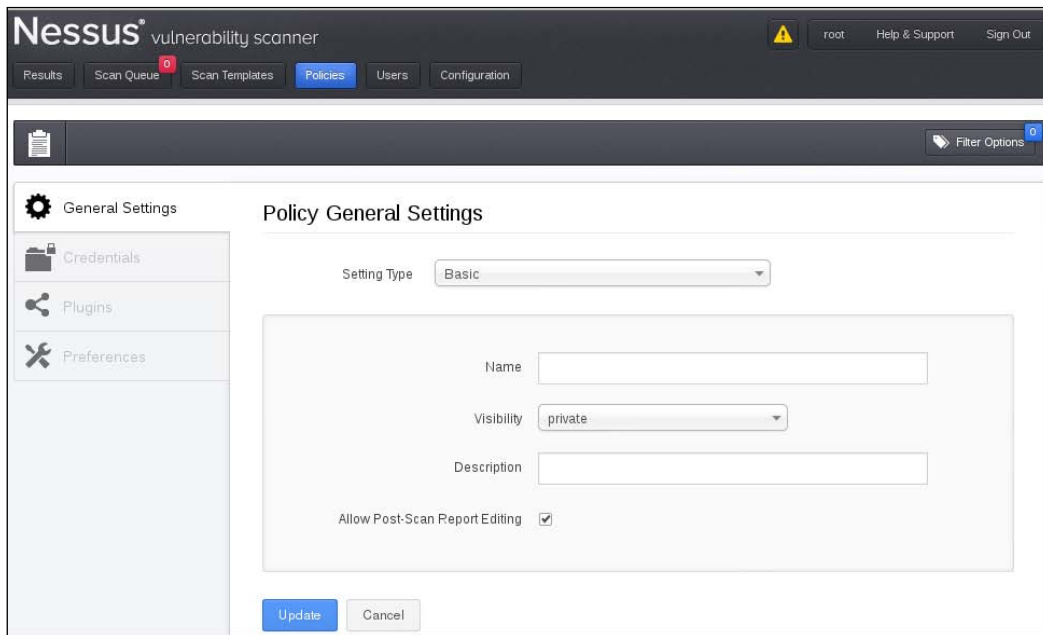 Nessus® vulnerability scanner
root Help & Support Sign Out
Results Scan Queue 0 Scan Templates Policies Users Configuration
Filter Options 0
General Settings
Credentials
Plugins
Preferences
Policy General Settings
Setting Type Basic
Name
Visibility private
Description
Allow Post-Scan Report Editing
Update Cancel